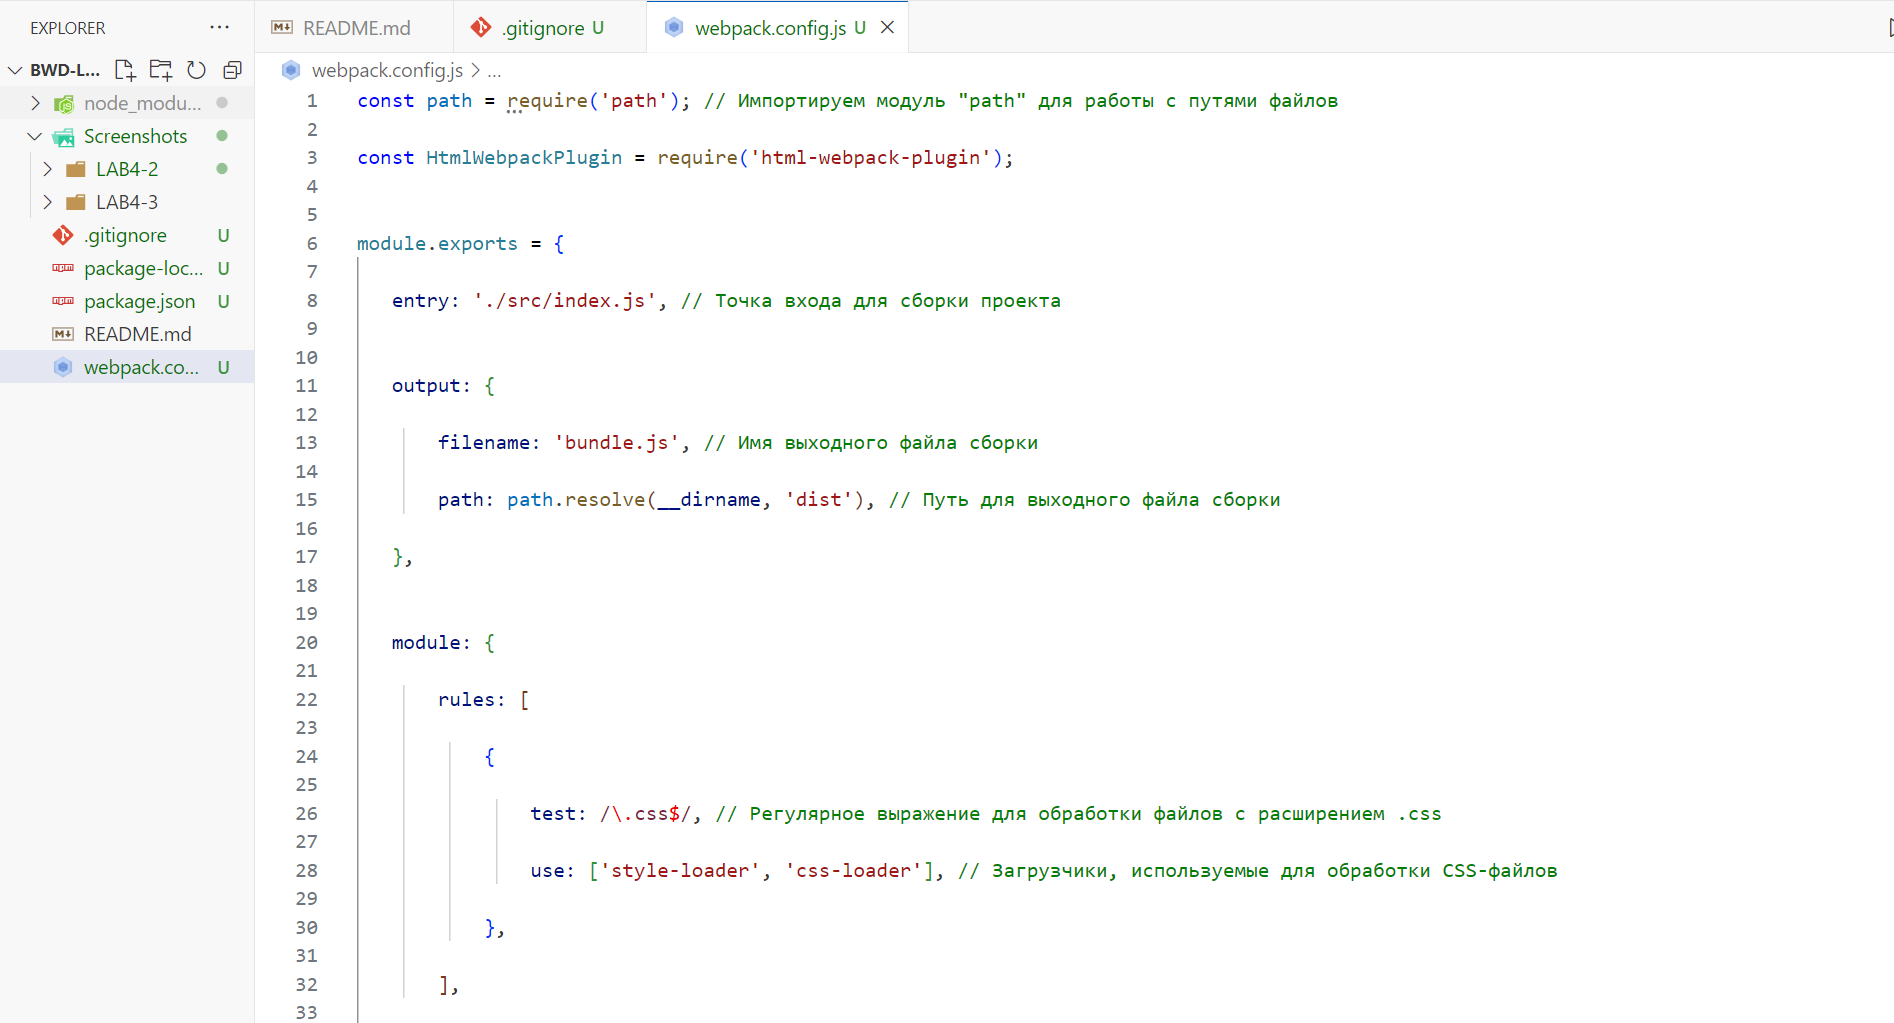 EXPLORER ...
BWD-L...
node_modu...
Screenshots
LAB4-2
LAB4-3
.gitignore U
package-loc... U
package.json U
README.md
webpack.co... U
README.md
.gitignore U
webpack.config.js U
webpack.config.js > ...
1 const path = require('path'); // Импортируем модуль "path" для работы с путями файлов
2
3 const HtmlWebpackPlugin = require('html-webpack-plugin');
4
5
6 module.exports = {
7
8 entry: './src/index.js', // Точка входа для сборки проекта
9
10
11 output: {
12
13 filename: 'bundle.js', // Имя выходного файла сборки
14
15 path: path.resolve(__dirname, 'dist'), // Путь для выходного файла сборки
16
17 },
18
19
20 module: {
21
22 rules: [
23
24 {
25
26 test: /\.css$/, // Регулярное выражение для обработки файлов с расширением .css
27
28 use: ['style-loader', 'css-loader'], // Загрузчики, используемые для обработки CSS-файлов
29
30 },
31
32 ],
33